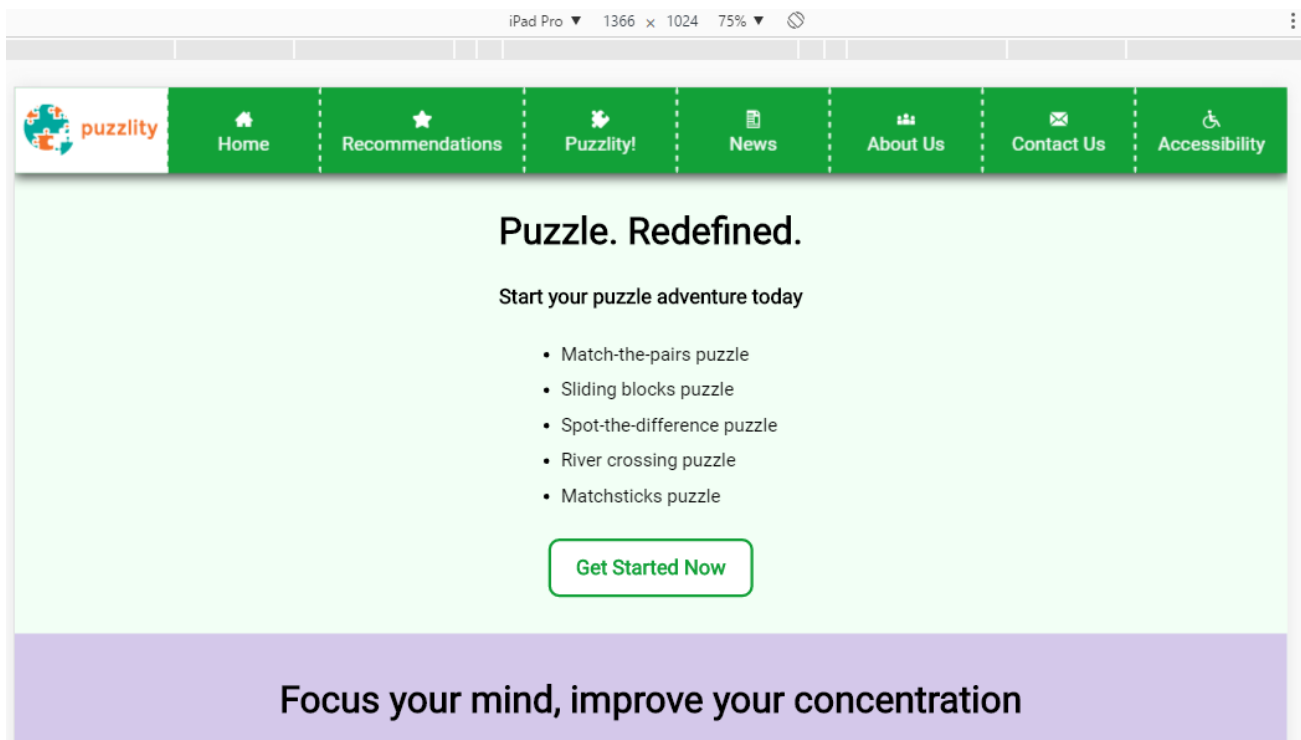 iPad Pro ▼ 1366 x 1024 75% ▼
puzzlity
Home
Recommendations
Puzzlity!
News
About Us
Contact Us
Accessibility
Puzzle. Redefined.
Start your puzzle adventure today
• Match-the-pairs puzzle
• Sliding blocks puzzle
• Spot-the-difference puzzle
• River crossing puzzle
• Matchsticks puzzle
Get Started Now
Focus your mind, improve your concentration